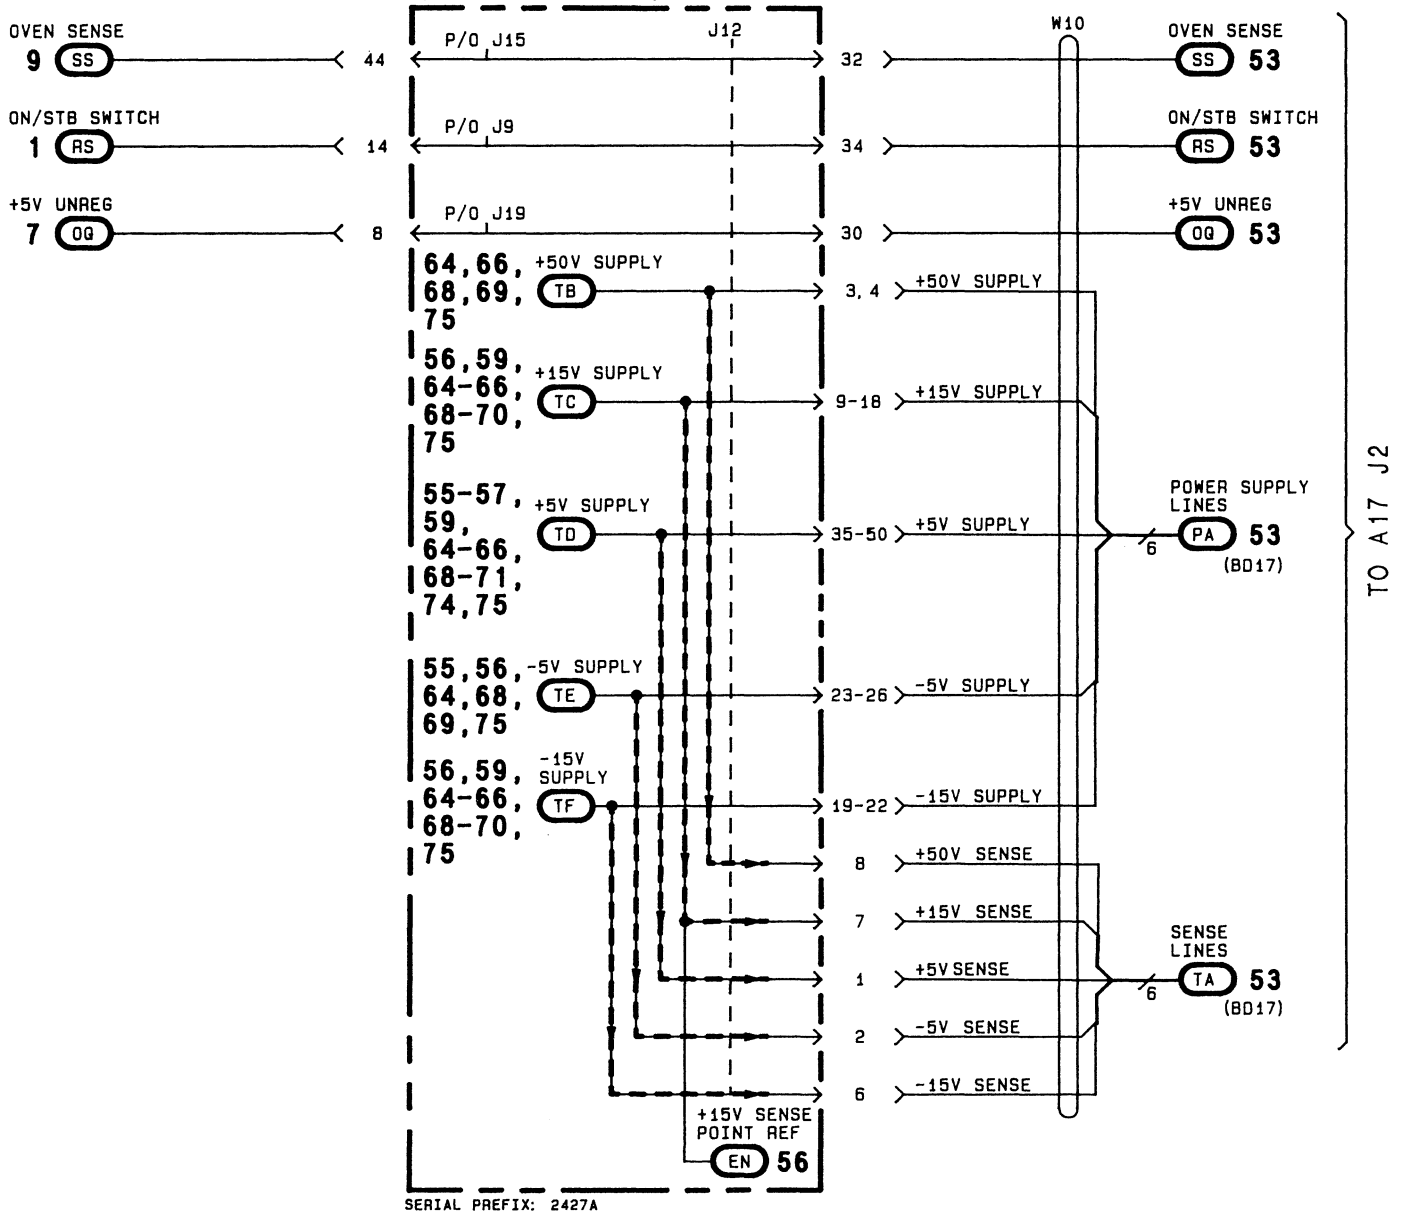 OVEN SENSE
9 SS
44
P/O J15
J12
32
W10
OVEN SENSE
SS 53
ON/STB SWITCH
1 RS
14
P/O J9
34
ON/STB SWITCH
RS 53
+5V UNREG
7 OQ
8
P/O J19
30
+5V UNREG
OQ 53
64,66,
68,69,
75
+50V SUPPLY
TB
3,4
+50V SUPPLY
56,59,
64-66,
68-70,
75
+15V SUPPLY
TC
9-18
+15V SUPPLY
55-57,
59,
64-66,
68-71,
74,75
+5V SUPPLY
TD
35-50
+5V SUPPLY
POWER SUPPLY
LINES
6
PA 53
(BD17)
TO A17 J2
55,56,
64,68,
69,75
-5V SUPPLY
TE
23-26
-5V SUPPLY
56,59,
64-66,
68-70,
75
-15V
SUPPLY
TF
19-22
-15V SUPPLY
8
+50V SENSE
7
+15V SENSE
1
+5V SENSE
SENSE
LINES
6
TA 53
(BD17)
2
-5V SENSE
6
-15V SENSE
+15V SENSE
POINT REF
EN 56
SERIAL PREFIX: 2427A